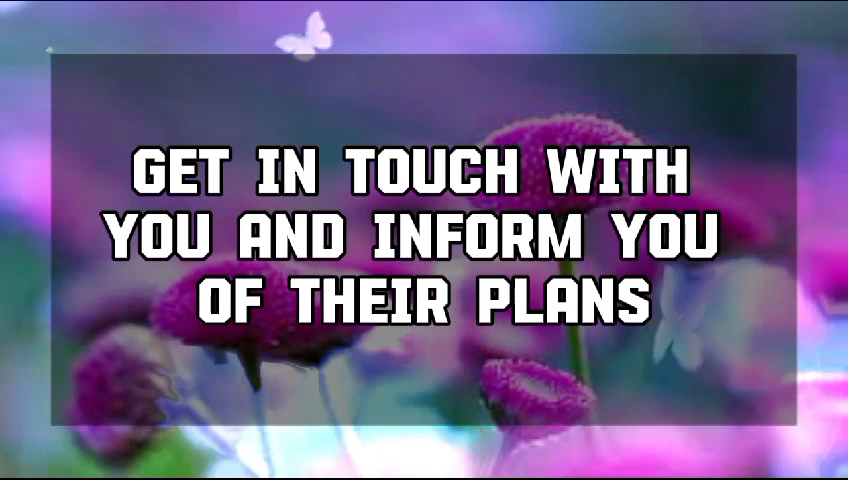 GET IN TOUCH WITH
YOU AND INFORM YOU
OF THEIR PLANS